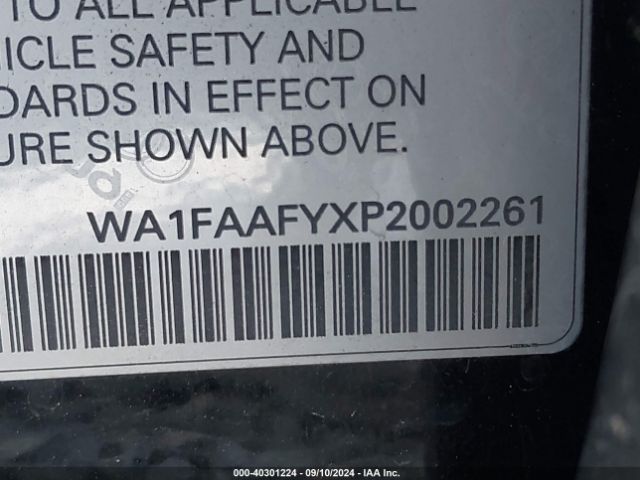 TO ALL APPLICABLE
HICLE SAFETY AND
DARDS IN EFFECT ON
URE SHOWN ABOVE.
WA1FAAFYXP2002261
000-40301224 - 09/10/2024 - IAA Inc.